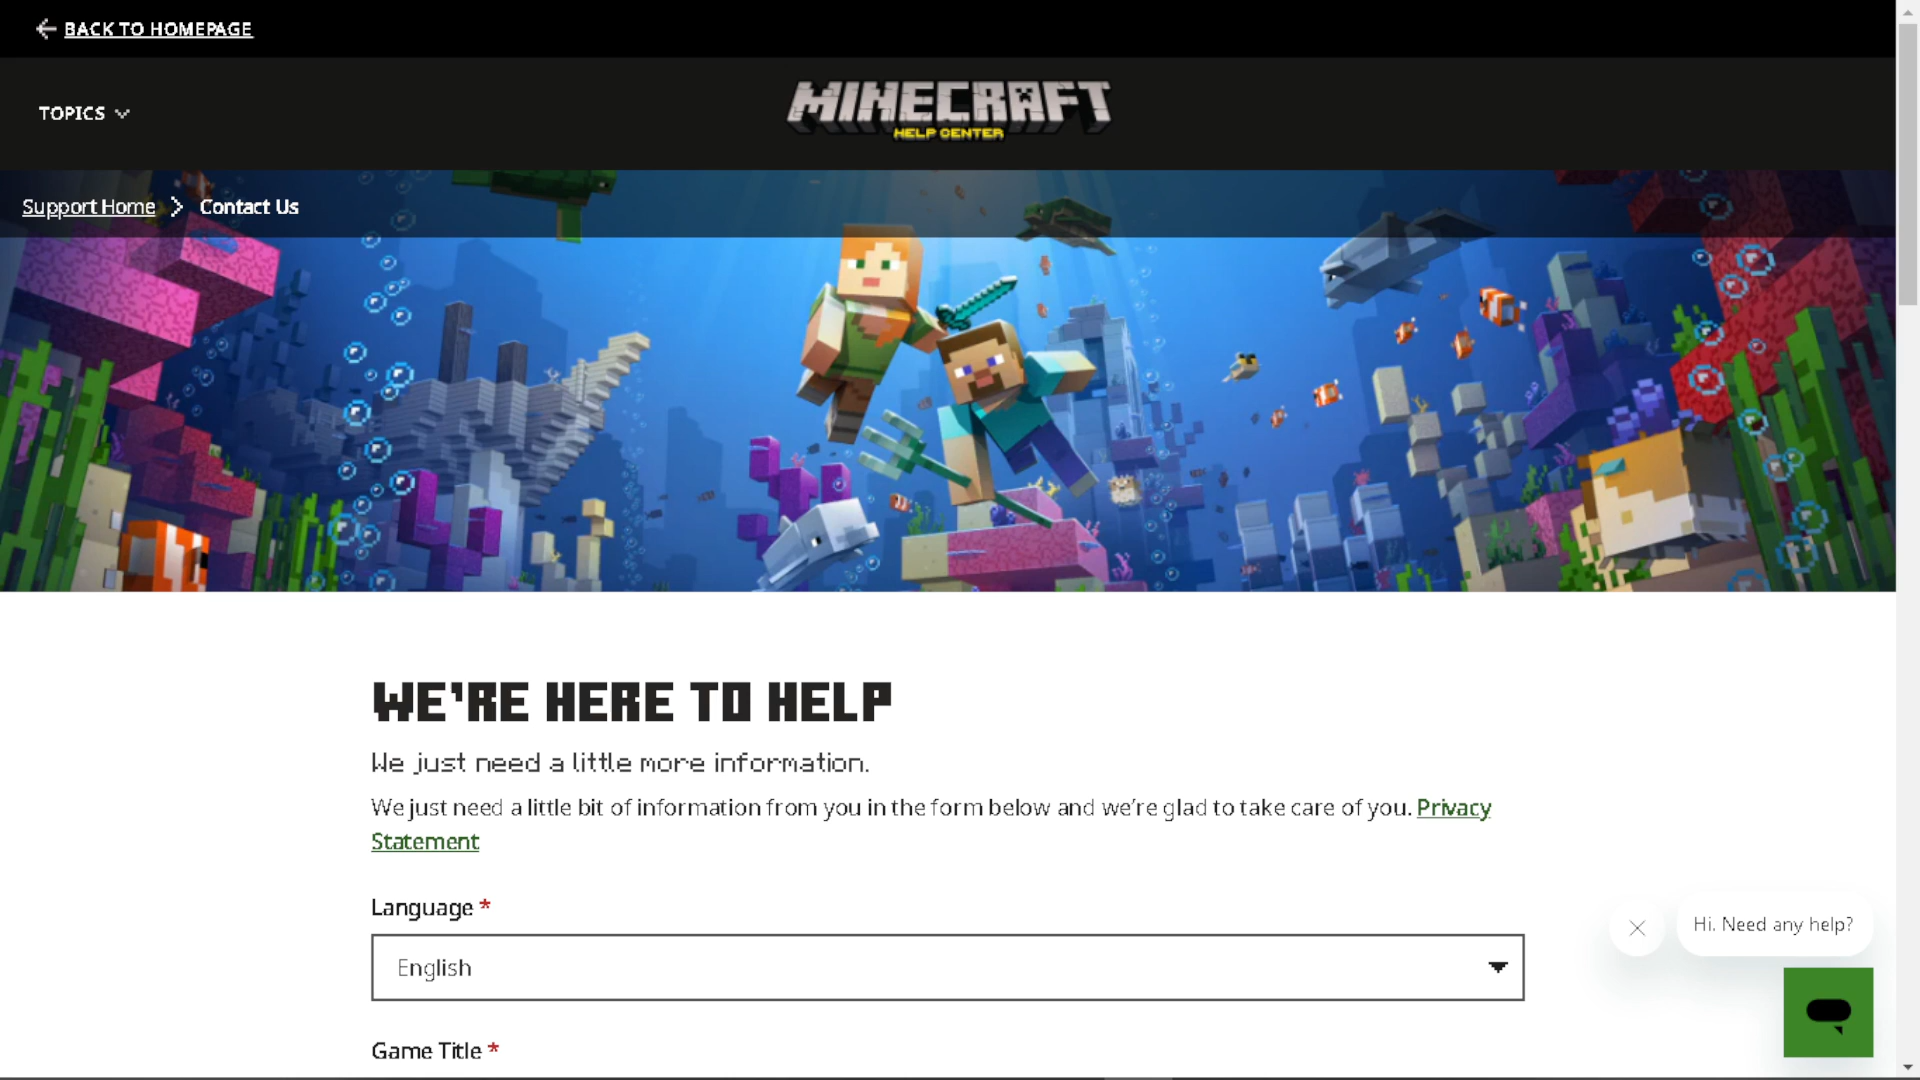 BACK TO HOMEPAGE
TOPICS
MINECRAFT
HELP CENTER
Support Home > Contact Us
WE'RE HERE TO HELP
We just need a little more information.
We just need a little bit of information from you in the form below and we’re glad to take care of you. Privacy
Statement
Language *
English
Hi. Need any help?
Game Title *